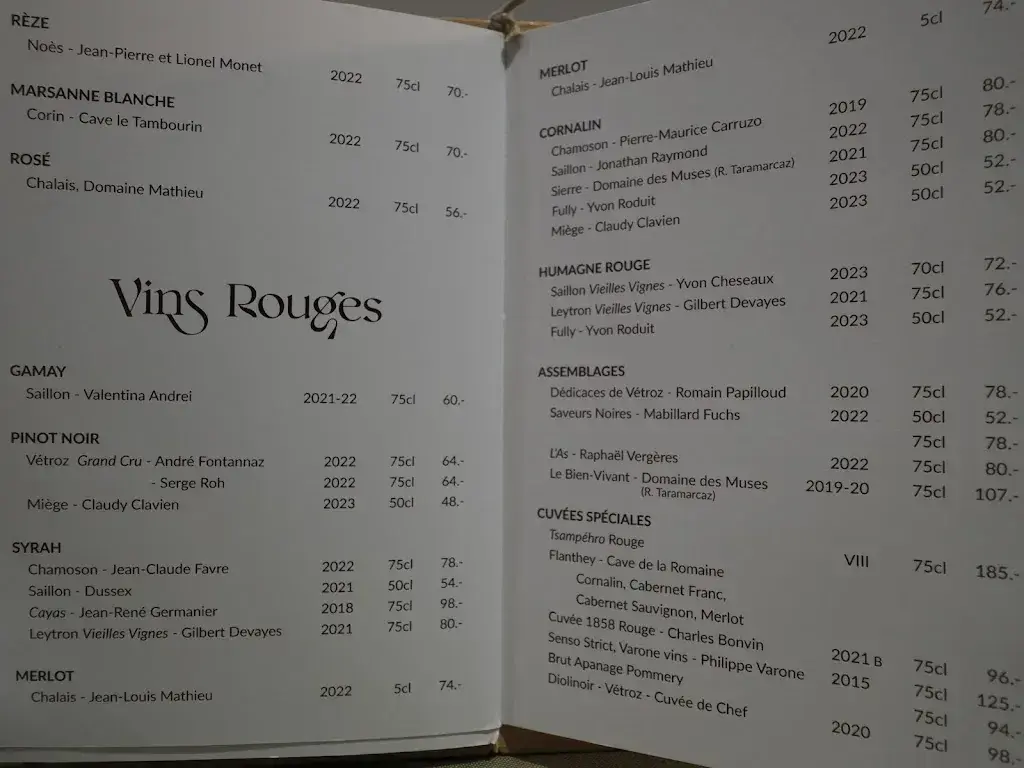 RÈZE
Noès - Jean-Pierre et Lionel Monet 2022 75cl 70.-
MARSANNE BLANCHE
Corin - Cave le Tambourin 2022 75cl 70.-
ROSÉ
Chalais, Domaine Mathieu 2022 75cl 56.-
Vins Rouges
GAMAY
Saillon - Valentina Andrei 2021-22 75cl 60.-
PINOT NOIR
Vétroz Grand Cru - André Fontannaz 2022 75cl 64.-
- Serge Roh 2022 75cl 64.-
Miège - Claudy Clavien 2023 50cl 48.-
SYRAH
Chamoson - Jean-Claude Favre 2022 75cl 78.-
Saillon - Dussex 2021 50cl 54.-
Cayas - Jean-René Germanier 2018 75cl 98.-
Leytron Vieilles Vignes - Gilbert Devayes 2021 75cl 80.-
MERLOT
Chalais - Jean-Louis Mathieu 2022 5cl 74.-
MERLOT
Chalais - Jean-Louis Mathieu 2022 5cl 74.-
CORNALIN
Chamoson - Pierre-Maurice Carruzo 2019 75cl 80.-
Saillon - Jonathan Raymond 2022 75cl 78.-
Sierre - Domaine des Muses (R. Taramarcaz) 2021 75cl 80.-
Fully - Yvon Roduit 2023 50cl 52.-
Miège - Claudy Clavien 2023 50cl 52.-
HUMAGNE ROUGE
Saillon Vieilles Vignes - Yvon Cheseaux 2023 70cl 72.-
Leytron Vieilles Vignes - Gilbert Devayes 2021 75cl 76.-
Fully - Yvon Roduit 2023 50cl 52.-
ASSEMBLAGES
Dédicaces de Vétroz - Romain Papilloud 2020 75cl 78.-
Saveurs Noires - Mabillard Fuchs 2022 50cl 52.-
75cl 78.-
L'As - Raphaël Vergères 2022 75cl 80.-
Le Bien-Vivant - Domaine des Muses 2019-20 75cl 107.-
(R. Taramarcaz)
CUVÉES SPÉCIALES
Tsampéhro Rouge VIII 75cl 185.-
Flanthey - Cave de la Romaine
Cornalin, Cabernet Franc,
Cabernet Sauvignon, Merlot
Cuvée 1858 Rouge - Charles Bonvin 2021 B 75cl 96.-
Senso Strict, Varone vins - Philippe Varone 2015 75cl 125.-
Brut Apanage Pommery 75cl 94.-
Diolinoir - Vétroz - Cuvée de Chef 2020 75cl 98.-